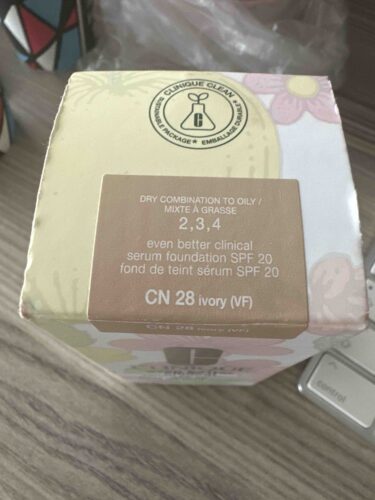 CLINIQUE CLEAN
SUSTAINABLE PACKAGE* EMBALLAGE DURABLE*
C
DRY COMBINATION TO OILY /
MIXTE À GRASSE
2,3,4
even better clinical
serum foundation SPF 20
fond de teint sérum SPF 20
CN 28 ivory (VF)
CN 28 ivory (VF)
CLINIQUE
control